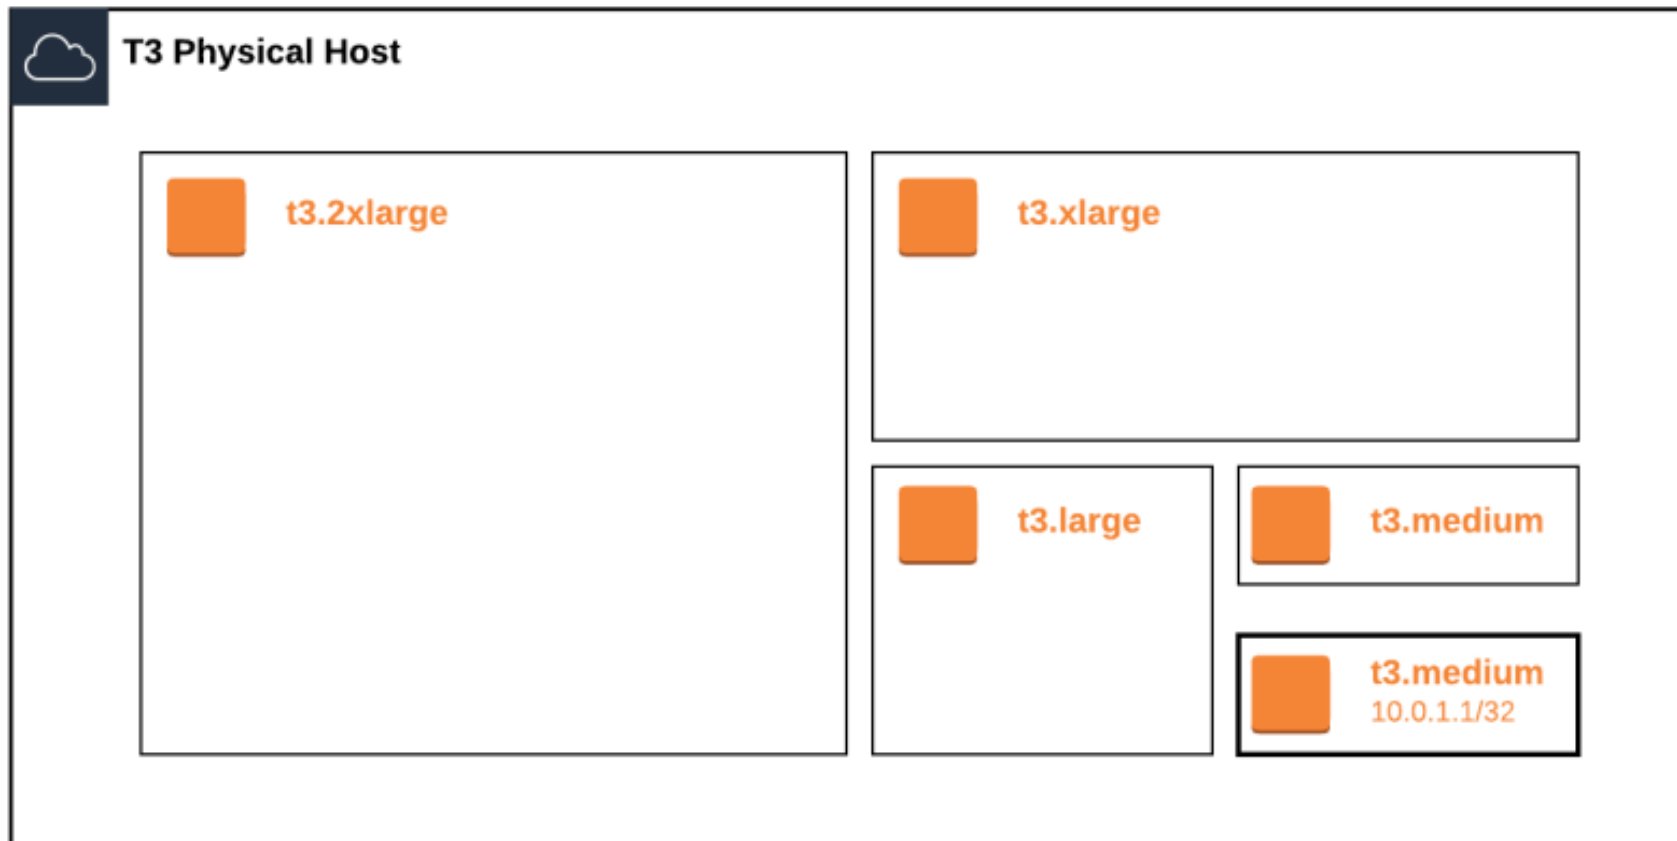 T3 Physical Host
t3.2xlarge
t3.xlarge
t3.large
t3.medium
t3.medium
10.0.1.1/32